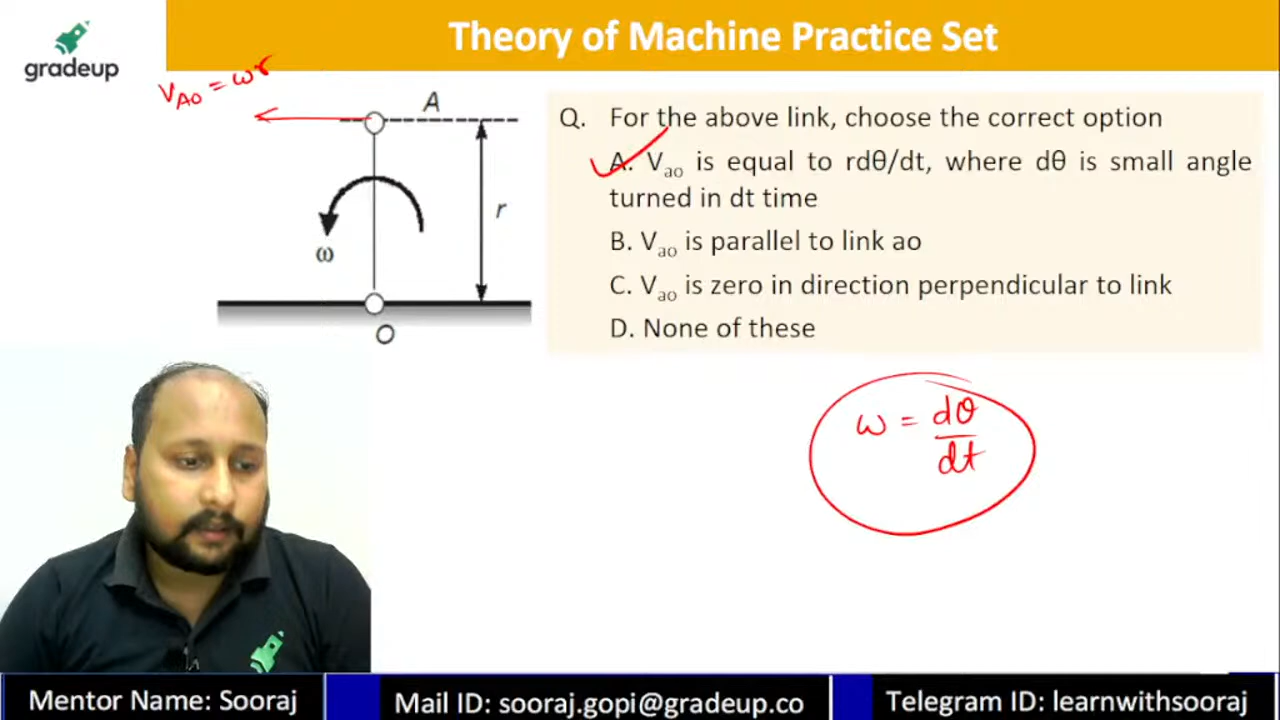 Theory of Machine Practice Set
gradeup
V_AO = ωr
A
r
ω
O
Q. For the above link, choose the correct option
A. V_ao is equal to rdθ/dt, where dθ is small angle
turned in dt time
B. V_ao is parallel to link ao
C. V_ao is zero in direction perpendicular to link
D. None of these
ω = dθ/dt
Mentor Name: Sooraj
Mail ID: sooraj.gopi@gradeup.co
Telegram ID: learnwithsooraj